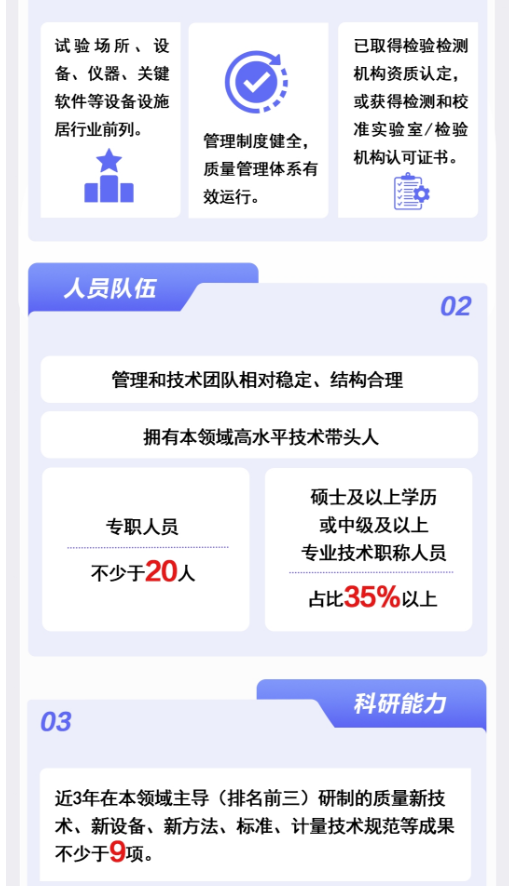 试验场所、设
备、仪器、关键
软件等设备设施
居行业前列。
管理制度健全，
质量管理体系有
效运行。
已取得检验检测
机构资质认定，
或获得检测和校
准实验室/检验
机构认可证书。
人员队伍
02
管理和技术团队相对稳定、结构合理
拥有本领域高水平技术带头人
专职人员
不少于20人
硕士及以上学历
或中级及以上
专业技术职称人员
占比35%以上
科研能力
03
近3年在本领域主导（排名前三）研制的质量新技
术、新设备、新方法、标准、计量技术规范等成果
不少于9项。